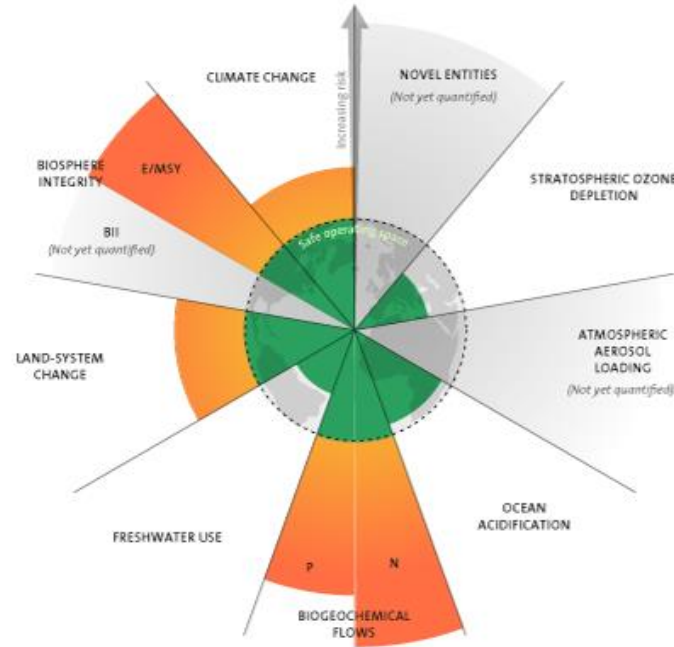 CLIMATE CHANGE
Increasing risk
NOVEL ENTITIES
(Not yet quantified)
STRATOSPHERIC OZONE
DEPLETION
BIOSPHERE
INTEGRITY
E/MSY
BII
(Not yet quantified)
Safe operating space
LAND-SYSTEM
CHANGE
ATMOSPHERIC
AEROSOL
LOADING
(Not yet quantified)
FRESHWATER USE
OCEAN
ACIDIFICATION
P
N
BIOGEOCHEMICAL
FLOWS